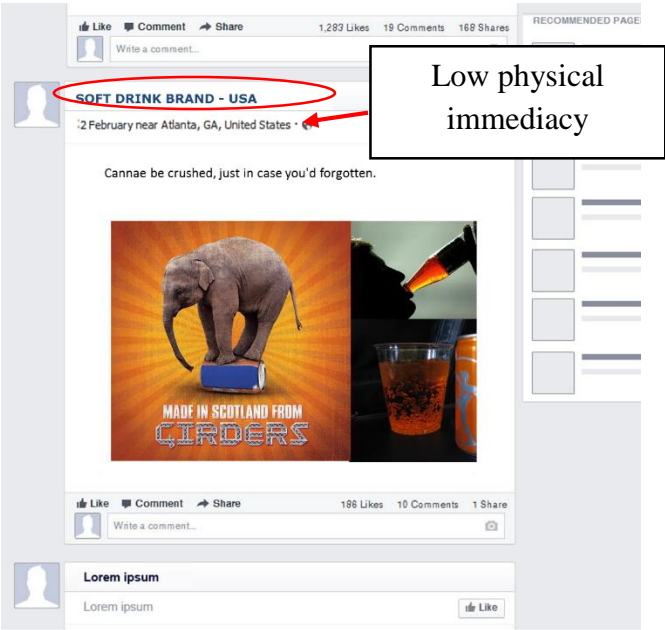 Like Comment Share 1,283 Likes 19 Comments 168 Shares
RECOMMENDED PAGE
Write a comment...
Low physical
immediacy
SOFT DRINK BRAND - USA
2 February near Atlanta, GA, United States ·
Cannae be crushed, just in case you'd forgotten.
MADE IN SCOTLAND FROM
GIRDERS
Like Comment Share 186 Likes 10 Comments 1 Share
Write a comment...
Lorem ipsum
Lorem ipsum
Like